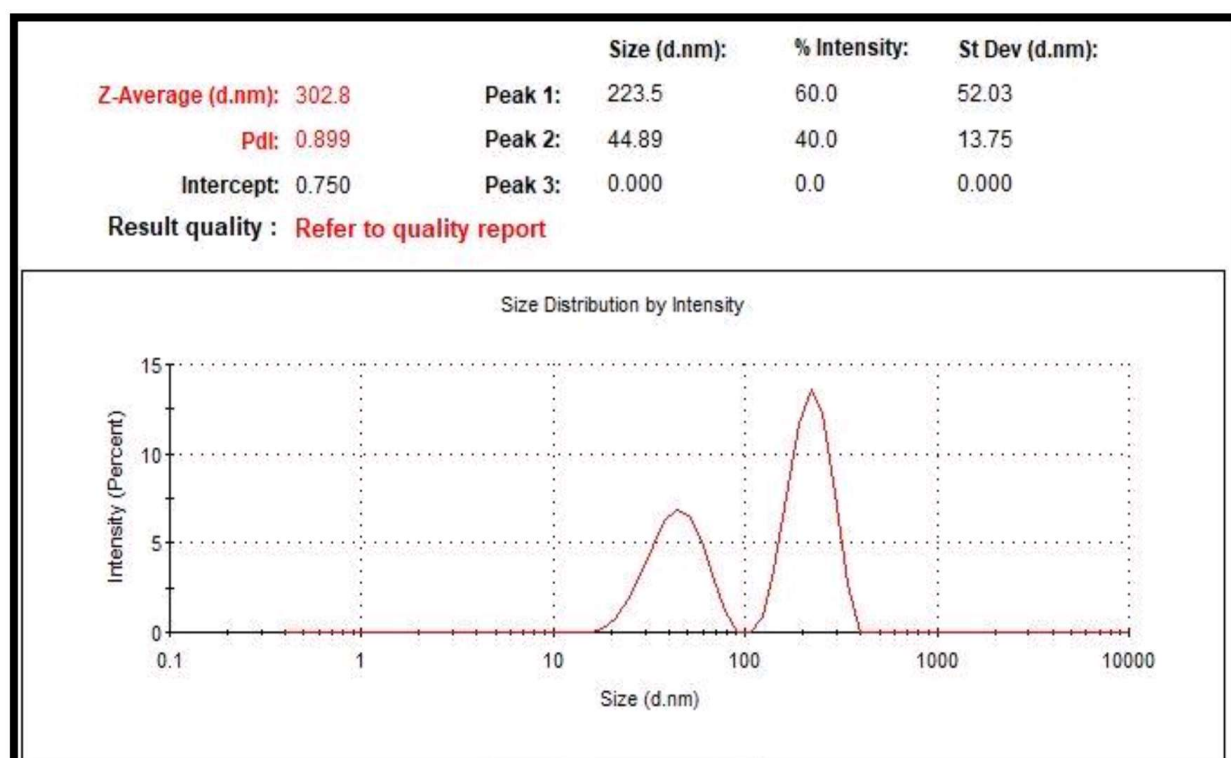 Size (d.nm): % Intensity: St Dev (d.nm):
Z-Average (d.nm): 302.8 Peak 1: 223.5 60.0 52.03
PdI: 0.899 Peak 2: 44.89 40.0 13.75
Intercept: 0.750 Peak 3: 0.000 0.0 0.000
Result quality : Refer to quality report
Size Distribution by Intensity
15
10
5
0
Intensity (Percent)
0.1 1 10 100 1000 10000
Size (d.nm)